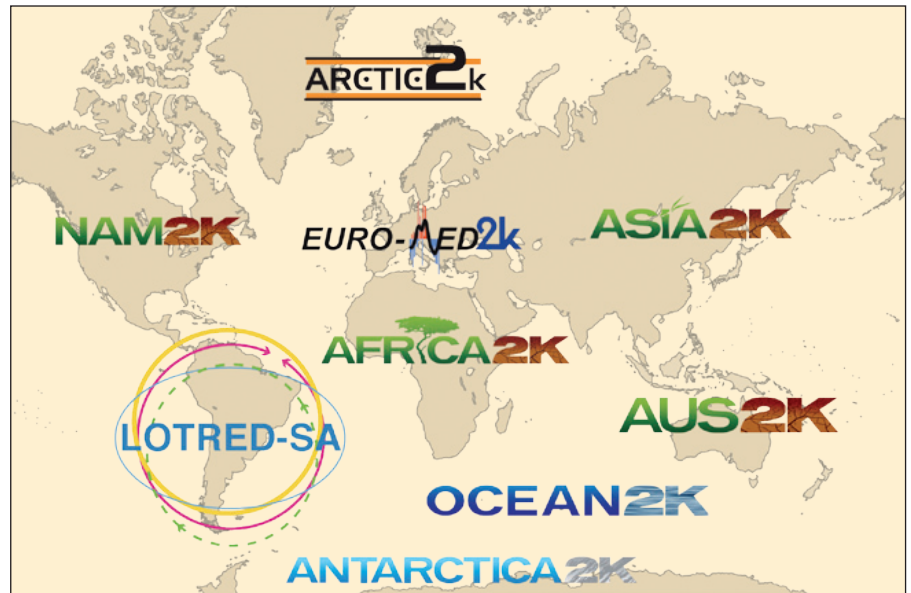 ARCTIC2k
NAM2K
EURO-MED2k
ASIA2K
AFRICA2K
LOTRED-SA
AUS2K
OCEAN2K
ANTARCTICA2K